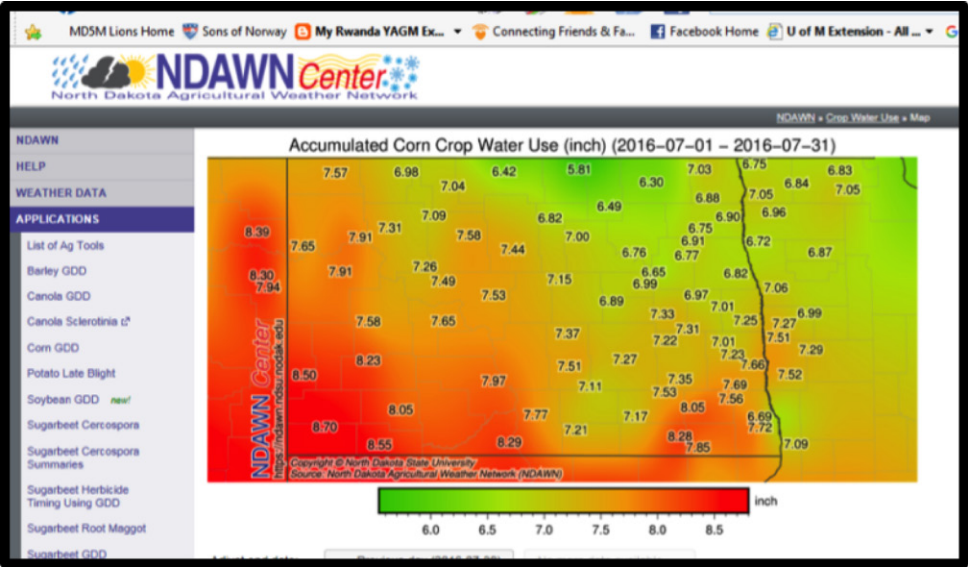 MD5M Lions Home Sons of Norway My Rwanda YAGM Ex... Connecting Friends & Fa... Facebook Home U of M Extension - All ...
NDAWN Center
North Dakota Agricultural Weather Network
NDAWN • Crop Water Use • Map
NDAWN
HELP
WEATHER DATA
APPLICATIONS
List of Ag Tools
Barley GDD
Canola GDD
Canola Sclerotinia
Corn GDD
Potato Late Blight
Soybean GDD new!
Sugarbeet Cercospora
Sugarbeet Cercospora
Summaries
Sugarbeet Herbicide
Timing Using GDD
Sugarbeet Root Maggot
Sugarbeet GDD
Accumulated Corn Crop Water Use (inch) (2016-07-01 - 2016-07-31)
7.57 6.98 6.42 5.81 7.03 6.75 6.83
7.04 6.30 6.84 7.05
6.88 7.05
6.49
7.09 6.82 6.90 6.96
8.39 7.31 6.75
7.65 7.91 7.58 7.00 6.91 6.72
7.44 6.76 6.77 6.87
8.30 7.91 7.26 6.65 6.82
7.94 7.49 7.15 6.99 7.06
7.53 6.89 6.97
7.01
7.58 7.65 7.33 7.25 7.27 6.99
7.37 7.31 7.51
7.22 7.01 7.29
8.23 7.27 7.23
8.50 7.51 7.66 7.52
7.97 7.11 7.35 7.69
7.53 7.56
8.05 7.77 7.17 8.05 6.69
8.70 7.21 7.72
8.55 8.29 8.28 7.09
7.85
NDAWN Center
https://ndawn.ndsu.nodak.edu
Copyright © North Dakota State University
Source: North Dakota Agricultural Weather Network (NDAWN)
inch
6.0 6.5 7.0 7.5 8.0 8.5